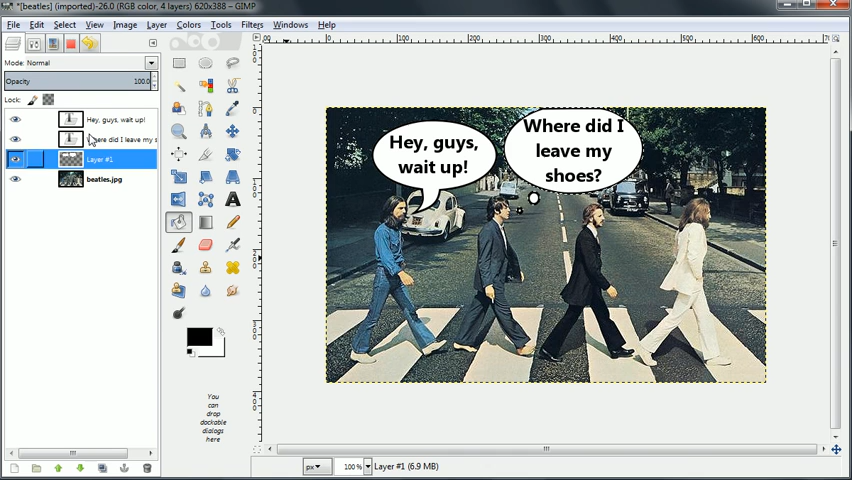 *[beatles] (imported)-26.0 (RGB color, 4 layers) 620x388 – GIMP
File Edit Select View Image Layer Colors Tools Filters Windows Help
Mode: Normal
Opacity 100.0
Lock:
Hey, guys, wait up!
Where did I leave my s
Layer #1
beatles.jpg
You
can
drop
dockable
dialogs
here
Hey, guys,
wait up!
Where did I
leave my
shoes?
px 100% Layer #1 (6.9 MB)